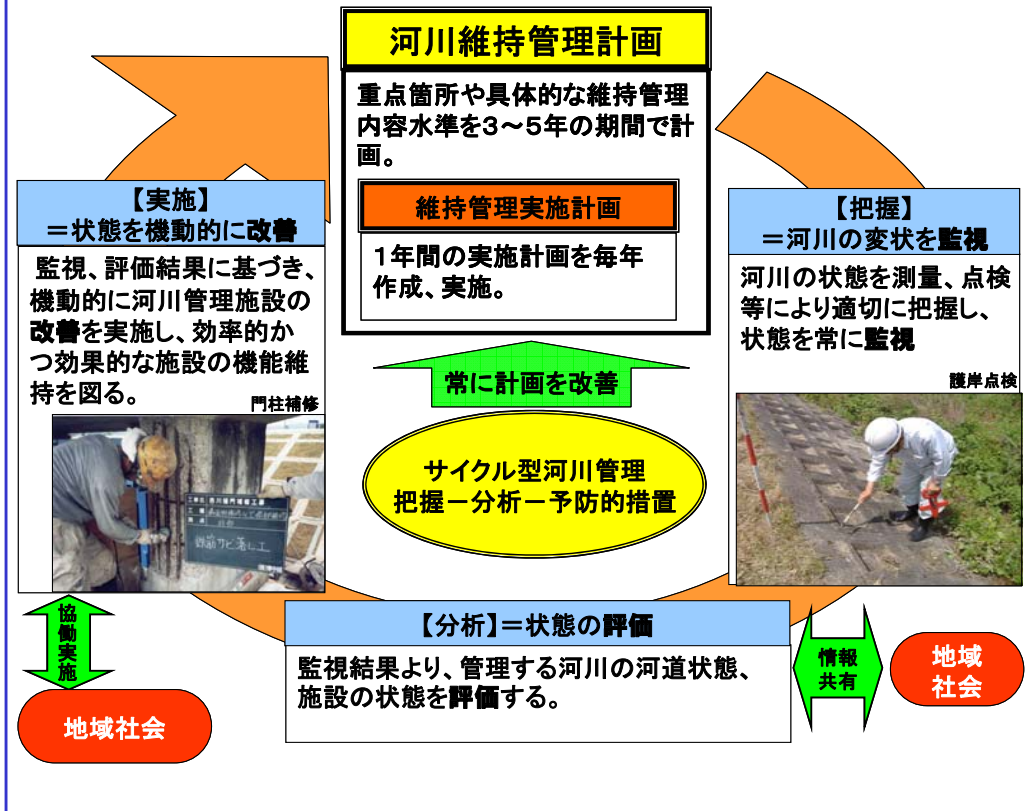 河川維持管理計画
重点箇所や具体的な維持管理
内容水準を3～5年の期間で計
画。
維持管理実施計画
1年間の実施計画を毎年
作成、実施。
【把握】
＝河川の変状を監視
河川の状態を測量、点検
等により適切に把握し、
状態を常に監視
護岸点検
【実施】
＝状態を機動的に改善
監視、評価結果に基づき、
機動的に河川管理施設の
改善を実施し、効率的か
つ効果的な施設の機能維
持を図る。
門柱補修
鉄筋サビ落し工
常に計画を改善
サイクル型河川管理
把握－分析－予防的措置
【分析】＝状態の評価
監視結果より、管理する河川の河道状態、
施設の状態を評価する。
協働実施
地域社会
情報
共有
地域
社会